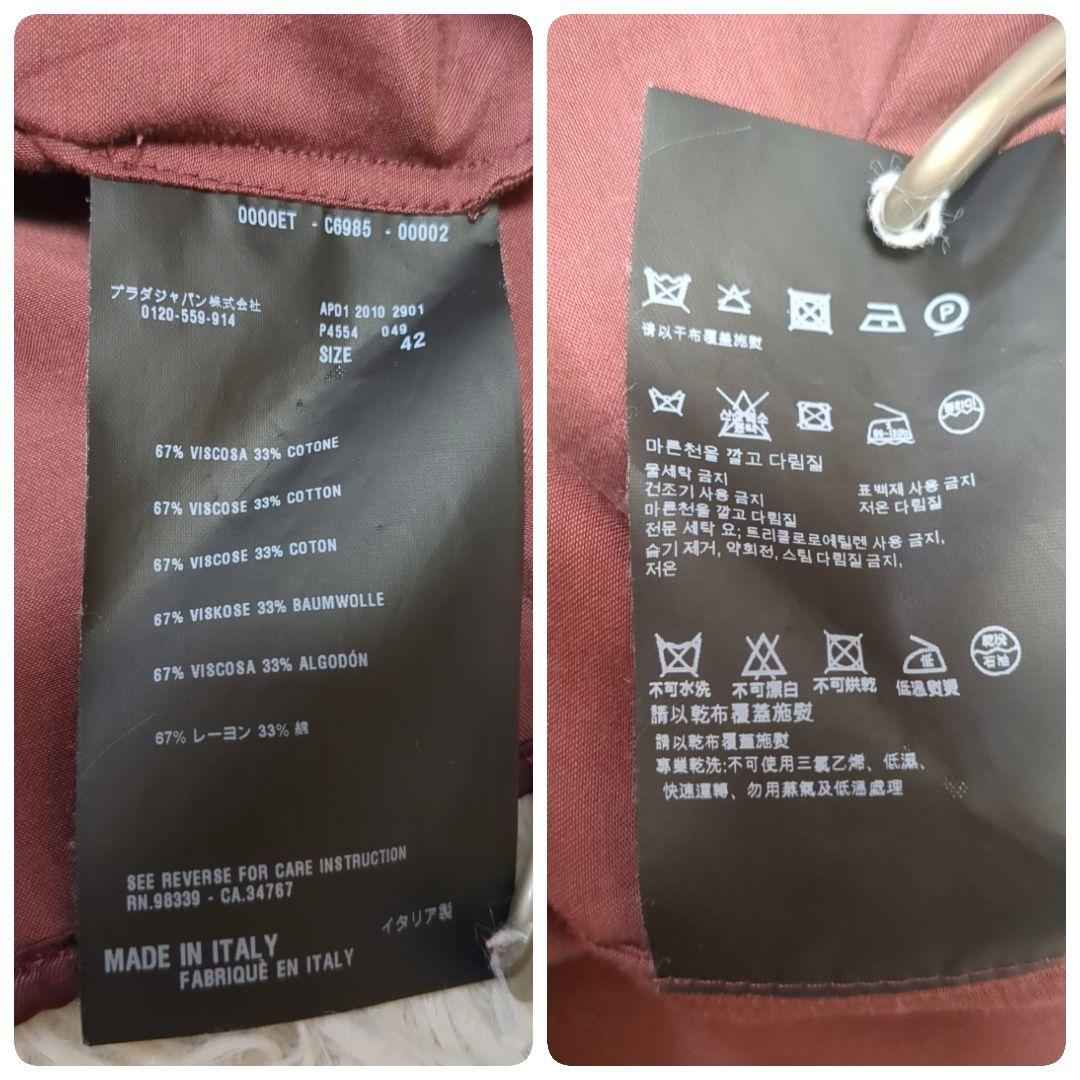 0000ET - C6985 - 00002
プラダジャパン株式会社
0120-559-914
APD1 2010 2901
P4554 049
SIZE 42
67% VISCOSA 33% COTONE
67% VISCOSE 33% COTTON
67% VISCOSE 33% COTON
67% VISKOSE 33% BAUMWOLLE
67% VISCOSA 33% ALGODÓN
67% レーヨン 33% 綿
SEE REVERSE FOR CARE INSTRUCTION
RN.98339 - CA.34767
イタリア製
MADE IN ITALY
FABRIQUÉ EN ITALY
P
请以干布覆盖施熨
드라이
마른천을 깔고 다림질
물세탁 금지
표백제 사용 금지
건조기 사용 금지
저온 다림질
마른천을 깔고 다림질
전문 세탁 요; 트리클로로에틸렌 사용 금지,
습기 제거, 약회전, 스팀 다림질 금지,
저온
低
乾洗
石油
不可水洗 不可漂白 不可烘乾 低溫熨燙
請以乾布覆蓋施熨
請以乾布覆蓋施熨
專業乾洗:不可使用三氯乙烯、低濕、
快速運轉、勿用蒸氣及低溫處理